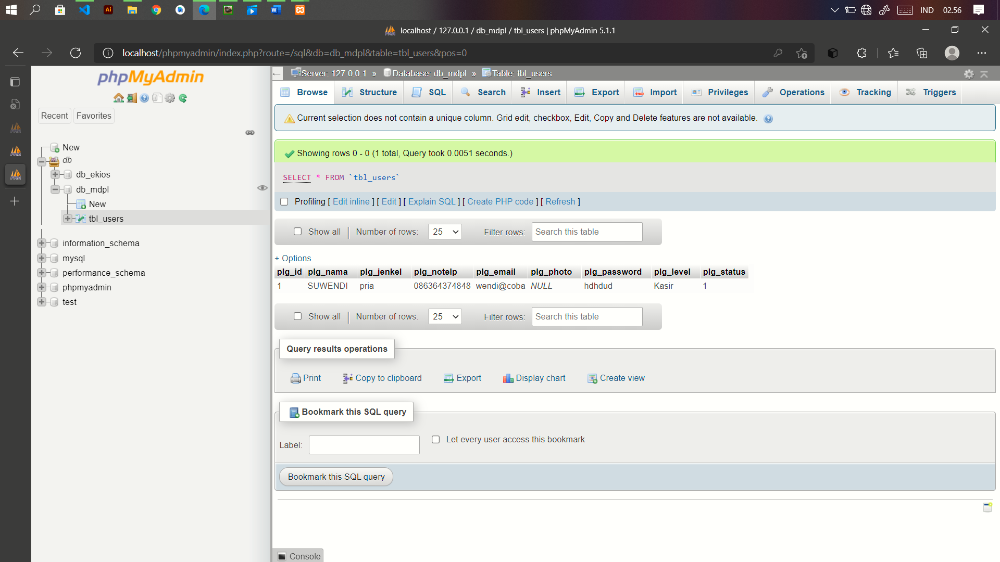 IND 02.56
localhost / 127.0.0.1 / db_mdpl / tbl_users | phpMyAdmin 5.1.1
localhost/phpmyadmin/index.php?route=/sql&db=db_mdpl&table=tbl_users&pos=0
phpMyAdmin
Recent Favorites
New
db
db_ekios
db_mdpl
New
tbl_users
information_schema
mysql
performance_schema
phpmyadmin
test
Server: 127.0.0.1 » Database: db_mdpl » Table: tbl_users
Browse Structure SQL Search Insert Export Import Privileges Operations Tracking Triggers
Current selection does not contain a unique column. Grid edit, checkbox, Edit, Copy and Delete features are not available.
Showing rows 0 - 0 (1 total, Query took 0.0051 seconds.)
SELECT * FROM `tbl_users`
Profiling [ Edit inline ] [ Edit ] [ Explain SQL ] [ Create PHP code ] [ Refresh ]
Show all | Number of rows: 25 Filter rows: Search this table
+ Options
plg_id plg_nama plg_jenkel plg_notelp plg_email plg_photo plg_password plg_level plg_status
1 SUWENDI pria 086364374848 wendi@coba NULL hdhdud Kasir 1
Show all | Number of rows: 25 Filter rows: Search this table
Query results operations
Print Copy to clipboard Export Display chart Create view
Bookmark this SQL query
Label: Let every user access this bookmark
Bookmark this SQL query
Console